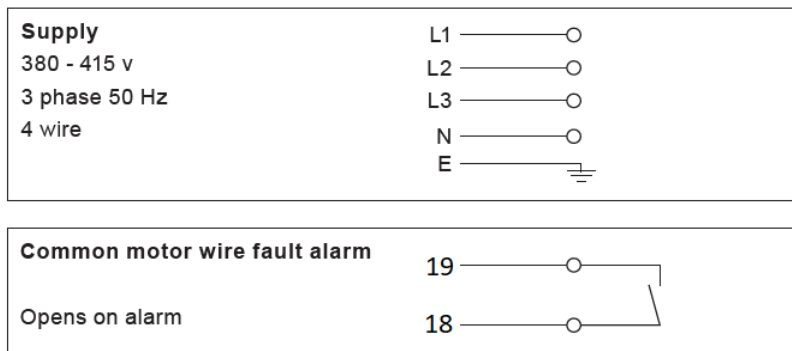 Supply
380 - 415 v
3 phase 50 Hz
4 wire
L1
L2
L3
N
E
Common motor wire fault alarm
Opens on alarm
19
18